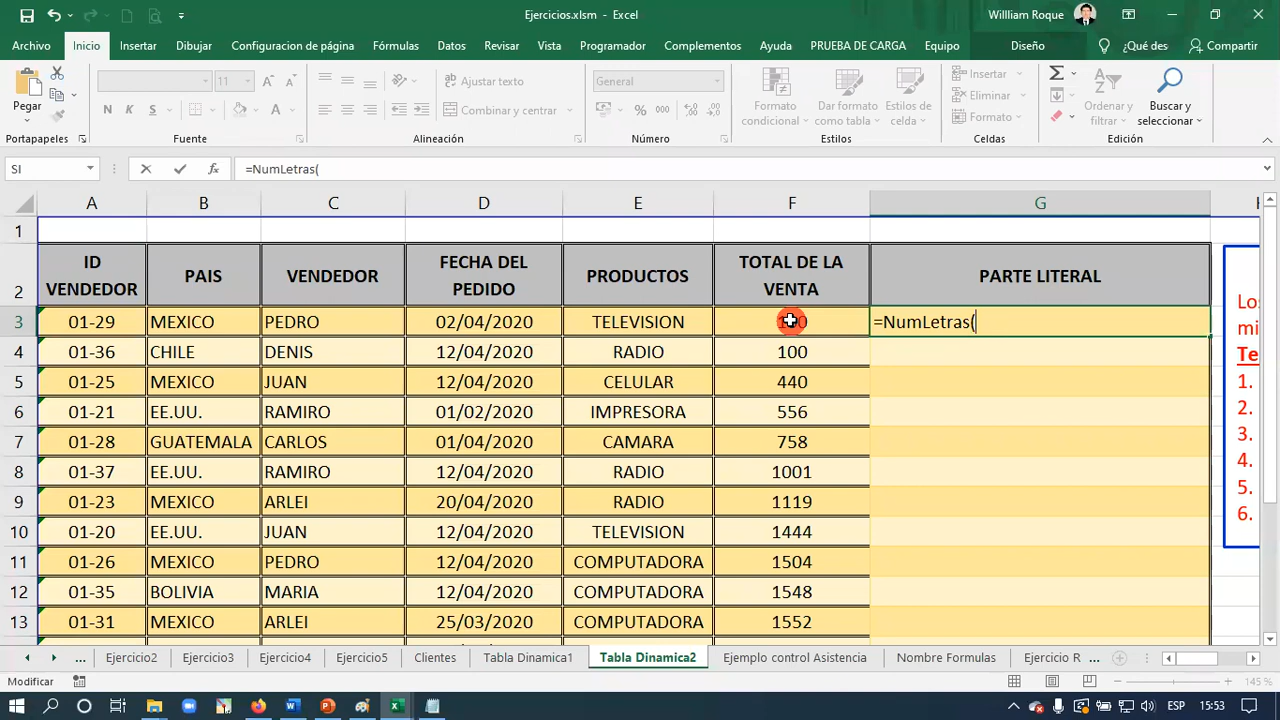 Ejercicios.xlsm - Excel
Willliam Roque
Archivo Inicio Insertar Dibujar Configuracion de página Fórmulas Datos Revisar Vista Programador Complementos Ayuda PRUEBA DE CARGA Equipo Diseño ¿Qué des Compartir
Pegar
11
N K S
Ajustar texto
Combinar y centrar
General
% 000
Formato condicional
Dar formato como tabla
Estilos de celda
Insertar
Eliminar
Formato
Ordenar y filtrar
Buscar y seleccionar
Portapapeles Fuente Alineación Número Estilos Celdas Edición
SI =NumLetras(
A B C D E F G
1
2 ID VENDEDOR PAIS VENDEDOR FECHA DEL PEDIDO PRODUCTOS TOTAL DE LA VENTA PARTE LITERAL
3 01-29 MEXICO PEDRO 02/04/2020 TELEVISION =NumLetras(
4 01-36 CHILE DENIS 12/04/2020 RADIO 100
5 01-25 MEXICO JUAN 12/04/2020 CELULAR 440
6 01-21 EE.UU. RAMIRO 01/02/2020 IMPRESORA 556
7 01-28 GUATEMALA CARLOS 01/04/2020 CAMARA 758
8 01-37 EE.UU. RAMIRO 12/04/2020 RADIO 1001
9 01-23 MEXICO ARLEI 20/04/2020 RADIO 1119
10 01-20 EE.UU. JUAN 12/04/2020 TELEVISION 1444
11 01-26 MEXICO PEDRO 12/04/2020 COMPUTADORA 1504
12 01-35 BOLIVIA MARIA 12/04/2020 COMPUTADORA 1548
13 01-31 MEXICO ARLEI 25/03/2020 COMPUTADORA 1552
Lo
mi
Te
1.
2.
3.
4.
5.
6.
... Ejercicio2 Ejercicio3 Ejercicio4 Ejercicio5 Clientes Tabla Dinamica1 Tabla Dinamica2 Ejemplo control Asistencia Nombre Formulas Ejercicio R ...
Modificar 145 %
ESP 15:53